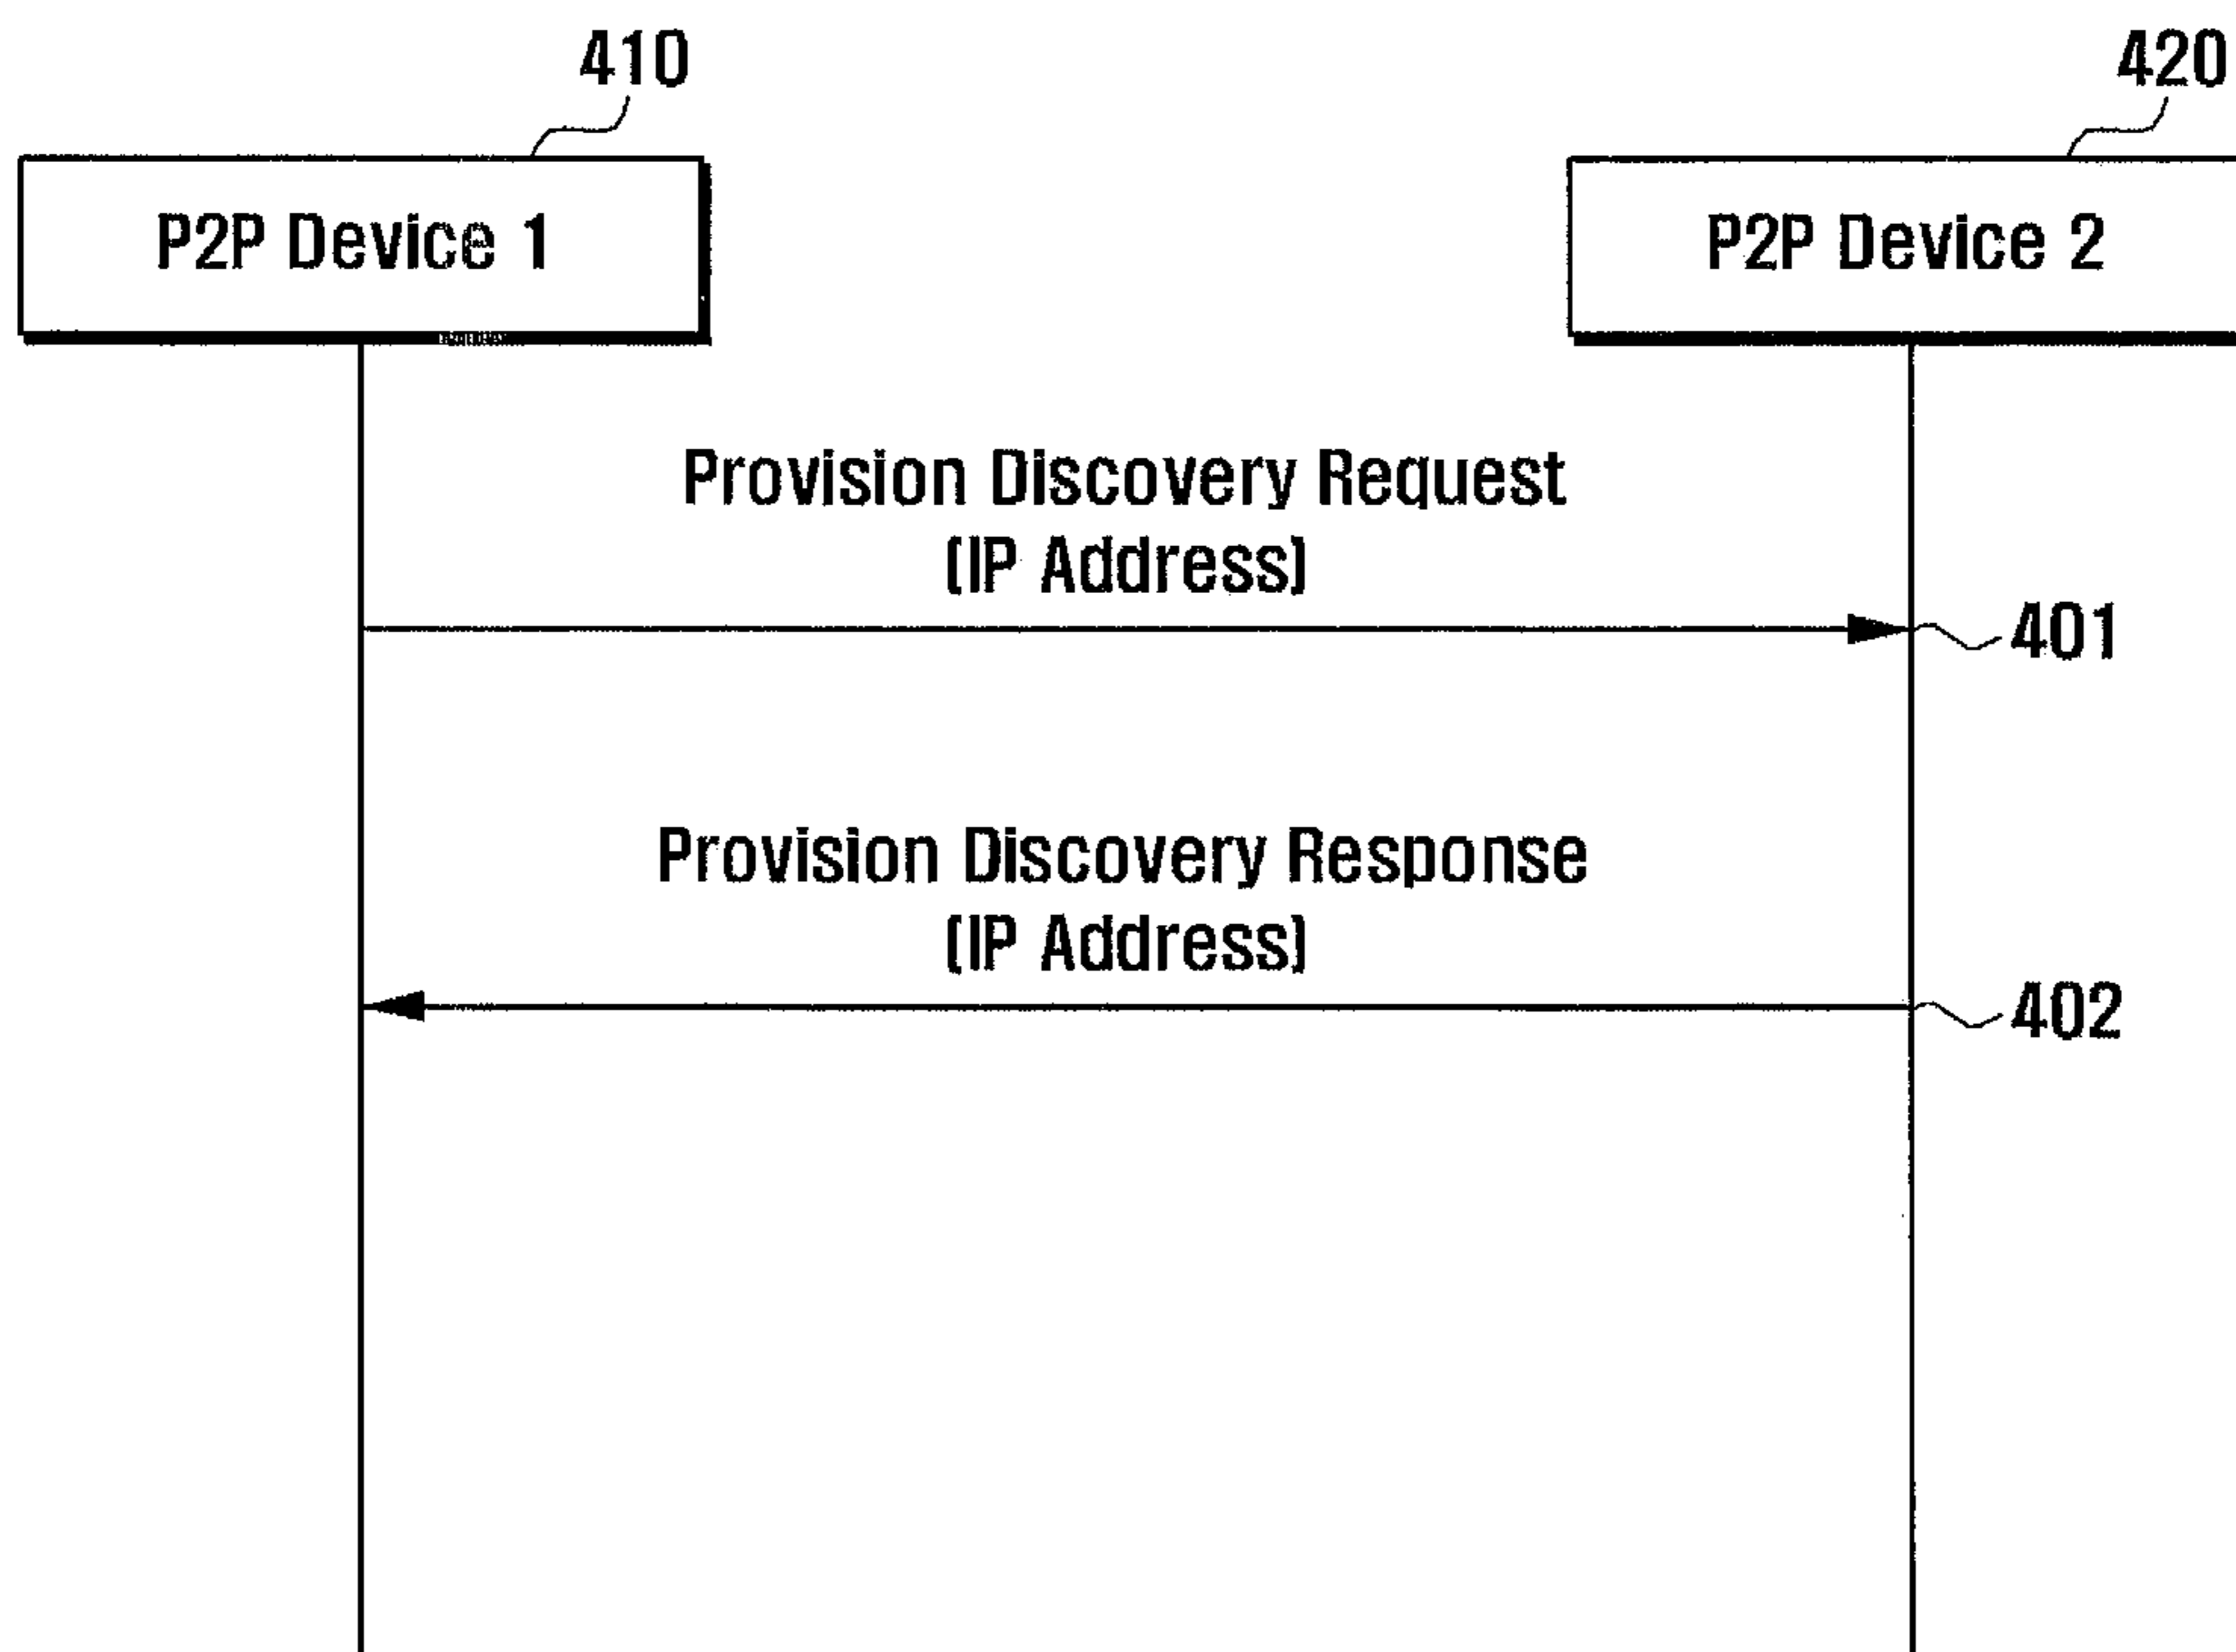 410
420
P2P Device 1
P2P Device 2
Provision Discovery Request
(IP Address)
401
Provision Discovery Response
(IP Address)
402